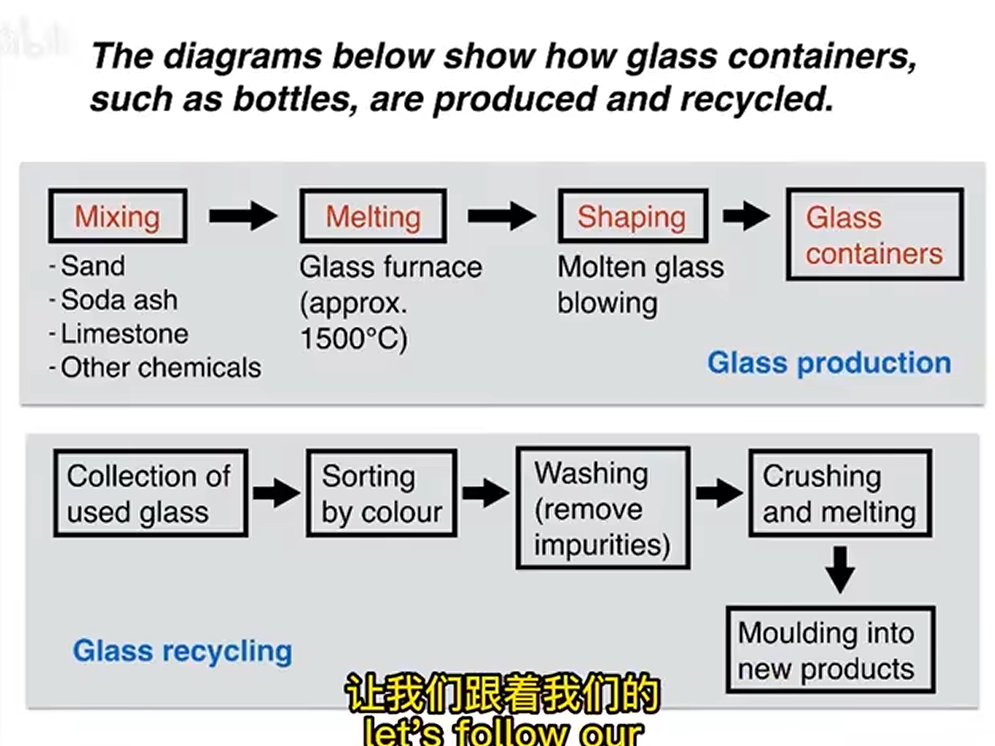 The diagrams below show how glass containers,
such as bottles, are produced and recycled.
Mixing
- Sand
- Soda ash
- Limestone
- Other chemicals
Melting
Glass furnace
(approx.
1500°C)
Shaping
Molten glass
blowing
Glass
containers
Glass production
Collection of
used glass
Sorting
by colour
Washing
(remove
impurities)
Crushing
and melting
Moulding into
new products
Glass recycling
让我们跟着我们的
let's follow our